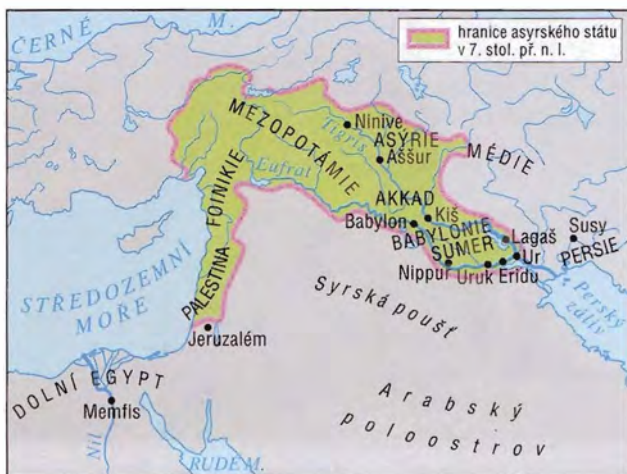 ČERNÉ M.
hranice asyrského státu
v 7. stol. př. n. l.
MEZOPOTÁMIE
Ninive
Tigris
ASÝRIE
Aššur
MÉDIE
FOINIKIE
Eufrat
AKKAD
Kiš
Babylon
BABYLONIE
Lagaš
Susy
SUMER
Ur
PERSIE
PALESTINA
Nippur
Uruk
Eridu
STŘEDOZEMNÍ
MOŘE
Syrská poušť
Perský
záliv
Jeruzalém
DOLNÍ EGYPT
Memfis
Arabský
poloostrov
Nil
RUDÉ M.